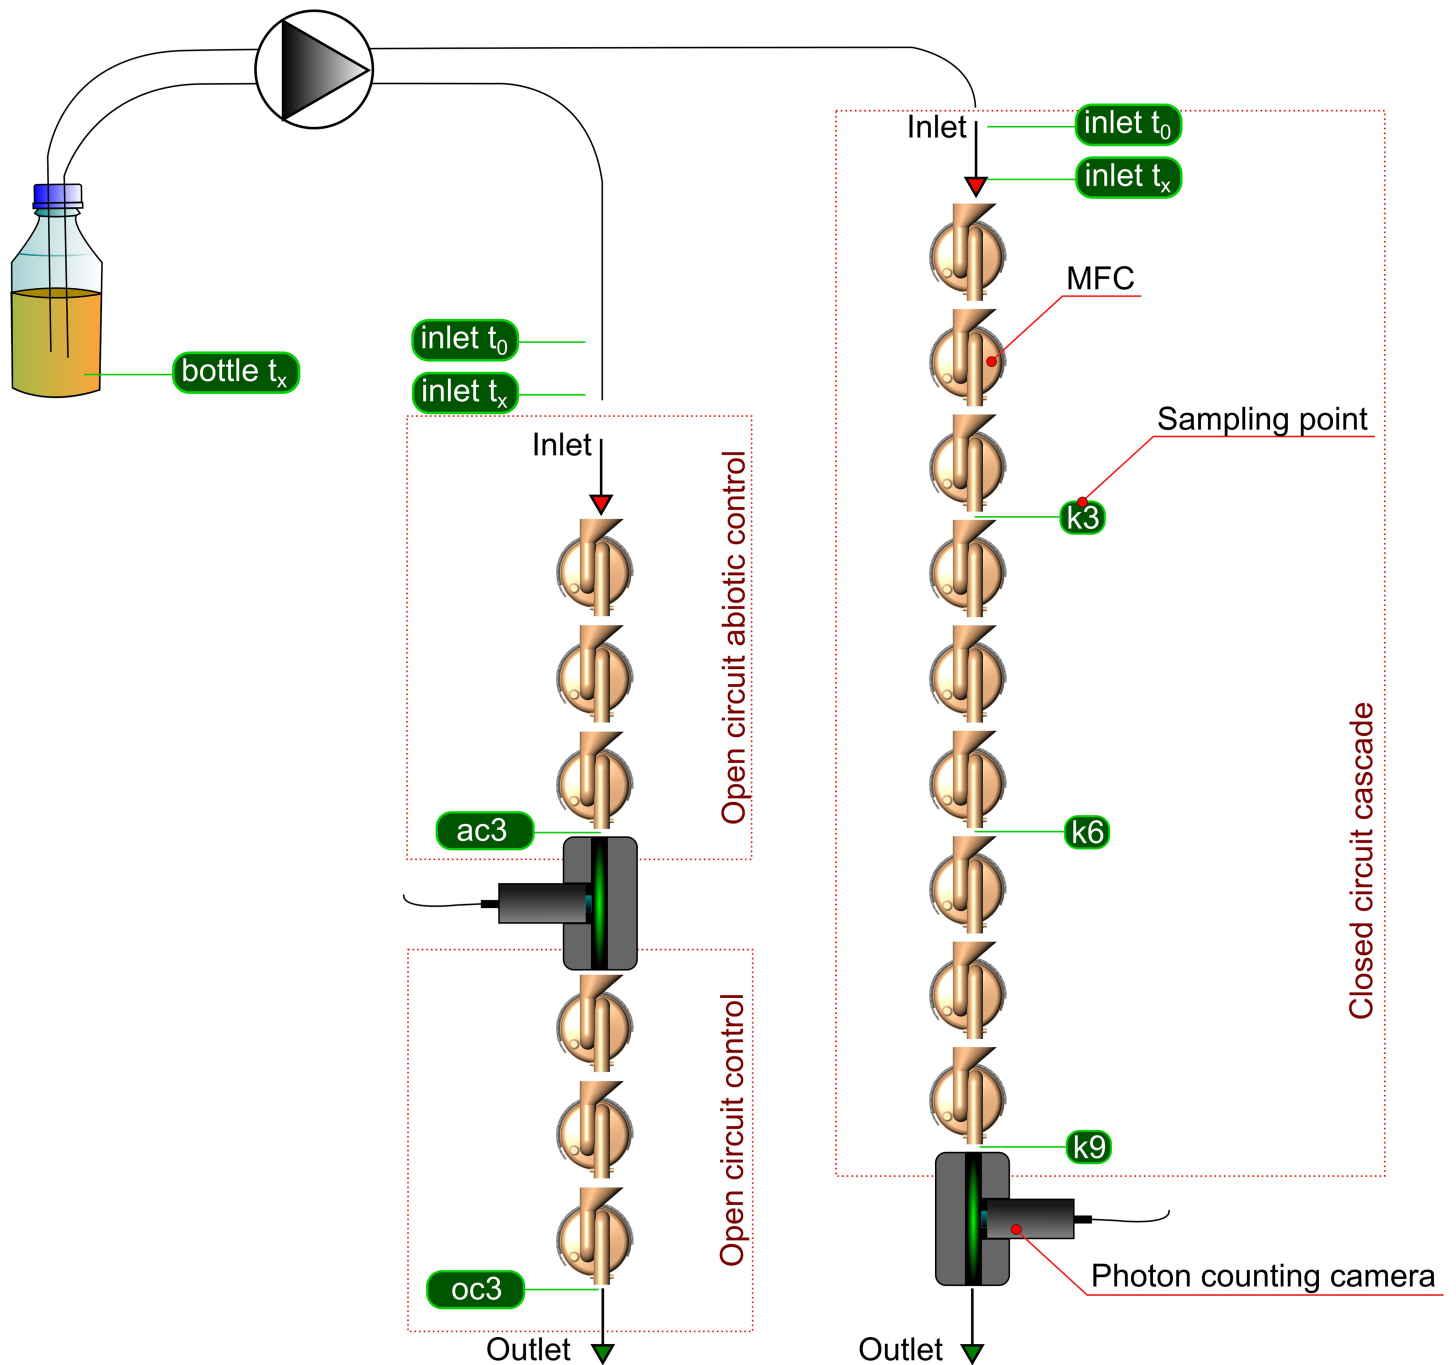 Inlet
inlet t0
inlet tx
MFC
inlet t0
bottle tx
inlet tx
Sampling point
Inlet
k3
Open circuit abiotic control
ac3
k6
Closed circuit cascade
Open circuit control
k9
oc3
Photon counting camera
Outlet
Outlet